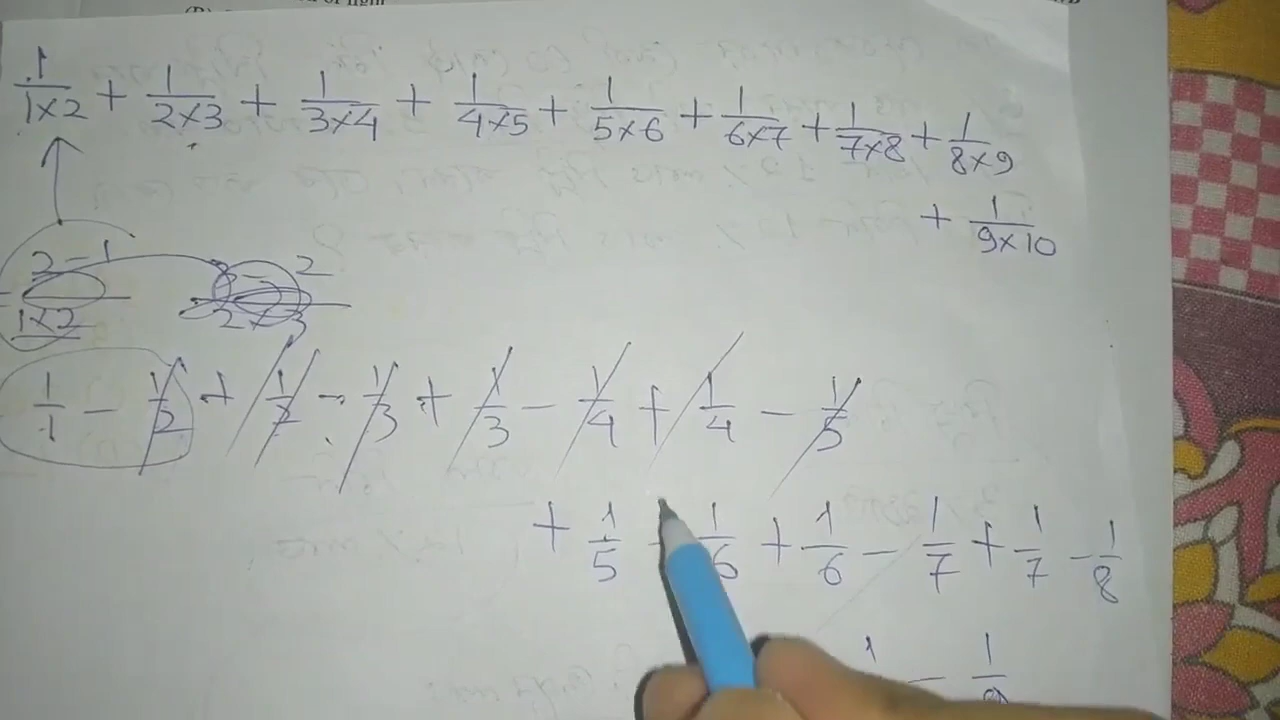 1/1×2 + 1/2×3 + 1/3×4 + 1/4×5 + 1/5×6 + 1/6×7 + 1/7×8 + 1/8×9
+ 1/9×10
2-1/1×2 3-2/2×3
1/1 - 1/2 + 1/2 - 1/3 + 1/3 - 1/4 + 1/4 - 1/5
+ 1/5 - 1/6 + 1/6 - 1/7 + 1/7 - 1/8
- 1/9